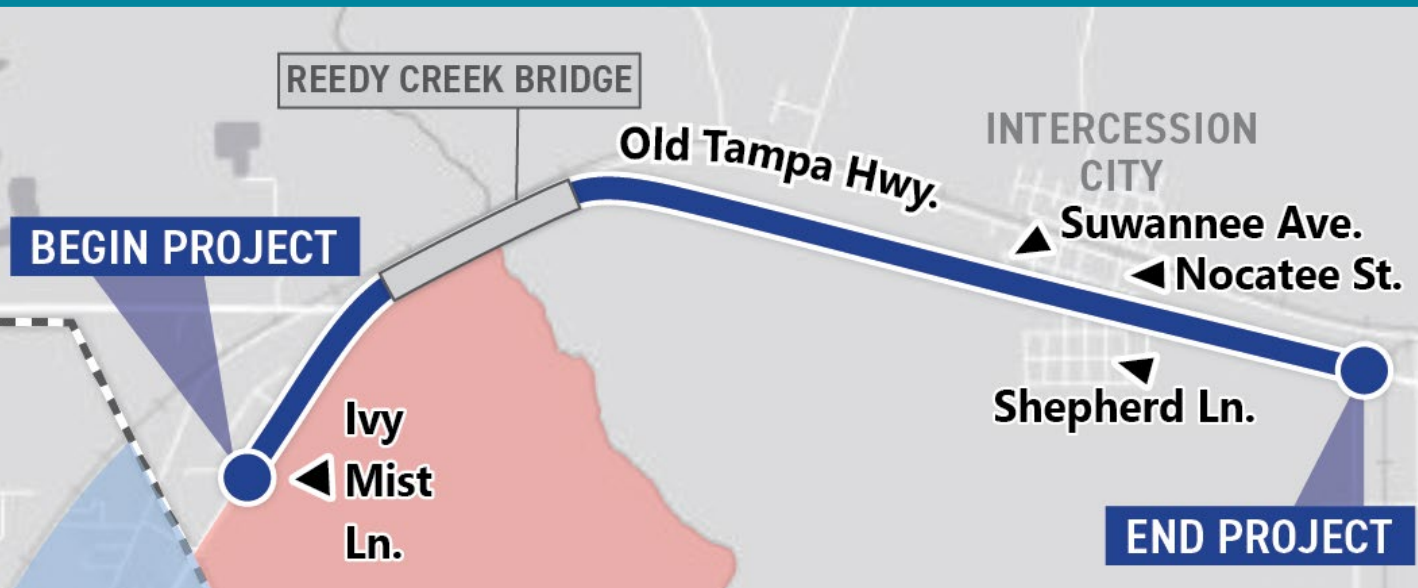 REEDY CREEK BRIDGE
Old Tampa Hwy.
INTERCESSION
CITY
Suwannee Ave.
BEGIN PROJECT
Nocatee St.
Shepherd Ln.
Ivy
Mist
Ln.
END PROJECT